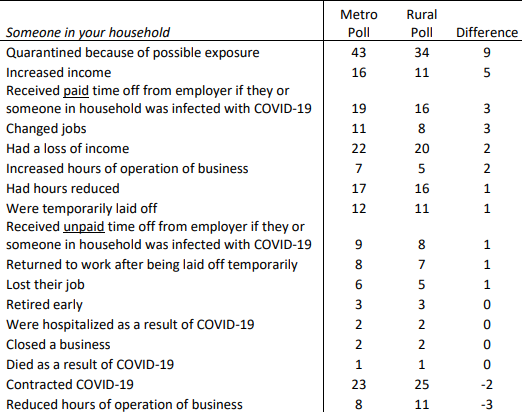 Metro Rural
Someone in your household Poll Poll Difference
Quarantined because of possible exposure 43 34 9
Increased income 16 11 5
Received paid time off from employer if they or
someone in household was infected with COVID-19 19 16 3
Changed jobs 11 8 3
Had a loss of income 22 20 2
Increased hours of operation of business 7 5 2
Had hours reduced 17 16 1
Were temporarily laid off 12 11 1
Received unpaid time off from employer if they or
someone in household was infected with COVID-19 9 8 1
Returned to work after being laid off temporarily 8 7 1
Lost their job 6 5 1
Retired early 3 3 0
Were hospitalized as a result of COVID-19 2 2 0
Closed a business 2 2 0
Died as a result of COVID-19 1 1 0
Contracted COVID-19 23 25 -2
Reduced hours of operation of business 8 11 -3